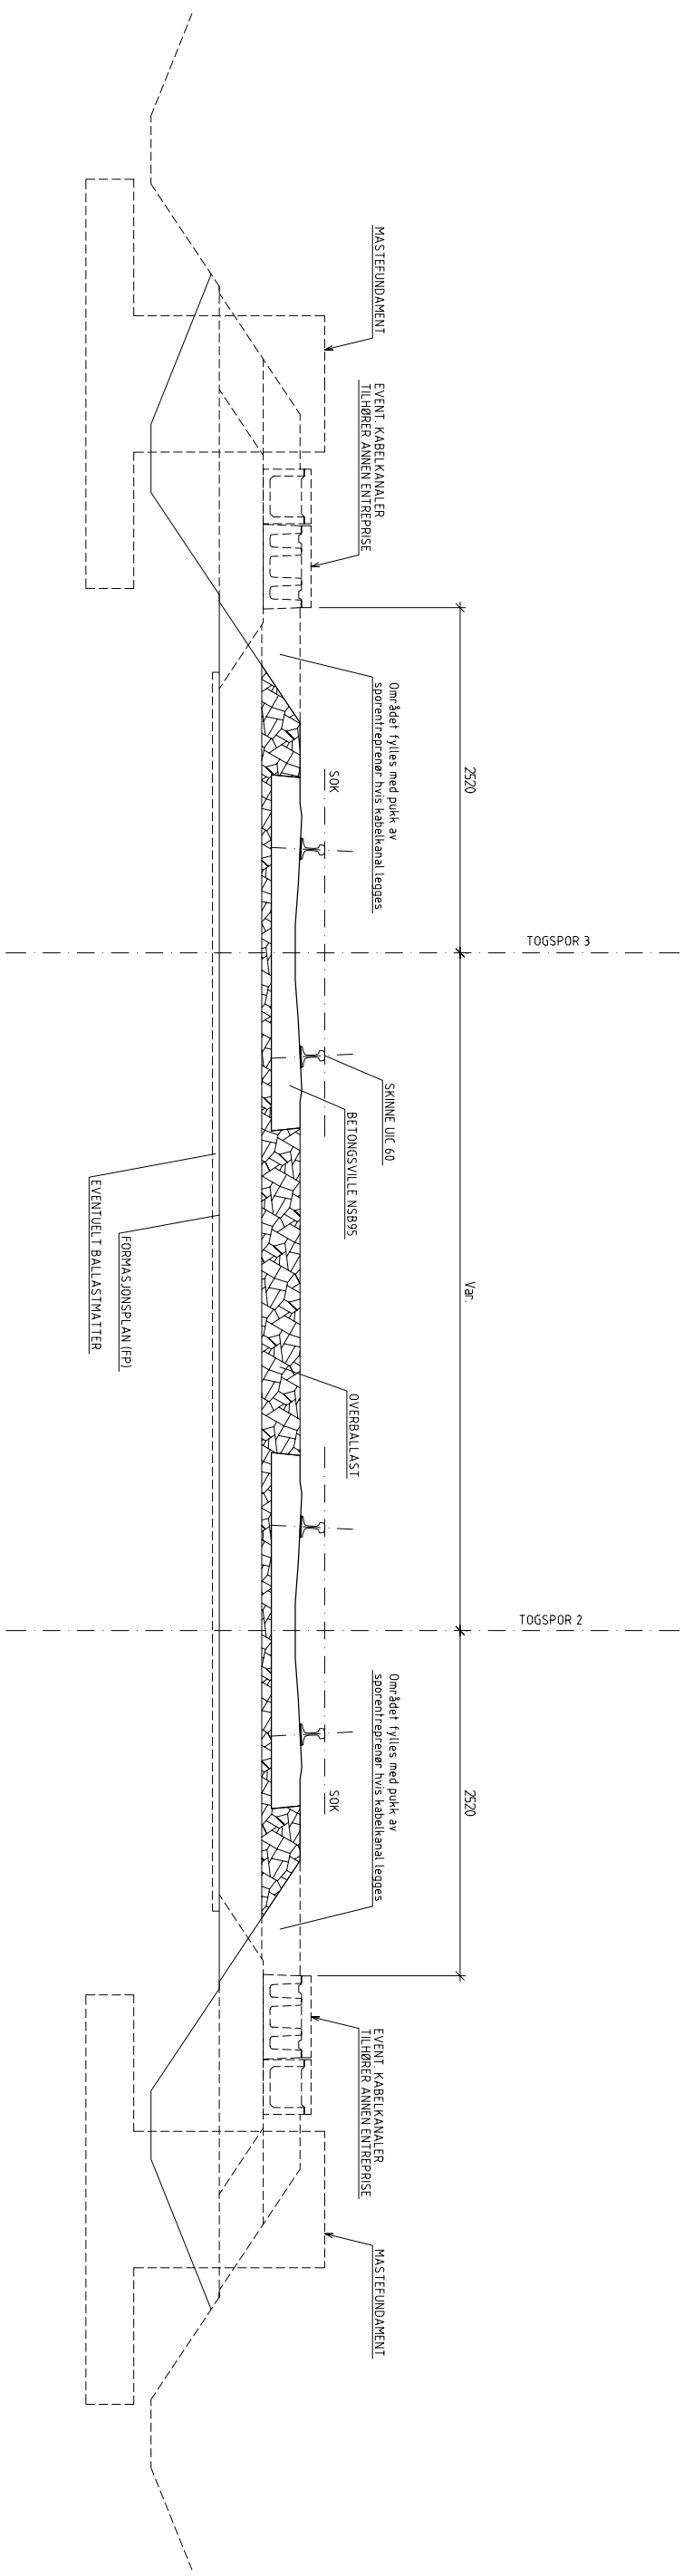 MASTEFUNDAMENT
EVENT. KABELKANALER
TILHØRER ANNEN ENTREPRISE
2520
Området fylles med pukk av
sporentreprenør hvis kabelkanal legges
SOK
TOGSPOR 3
SKINNE UIC 60
BETONGSVILLE NSB95
EVENTUELT BALLASTMATTER
FORMASJONSPLAN (FP)
Var.
OVERBALLAST
TOGSPOR 2
Området fylles med pukk av
sporentreprenør hvis kabelkanal legges
SOK
2520
EVENT. KABELKANALER
TILHØRER ANNEN ENTREPRISE
MASTEFUNDAMENT